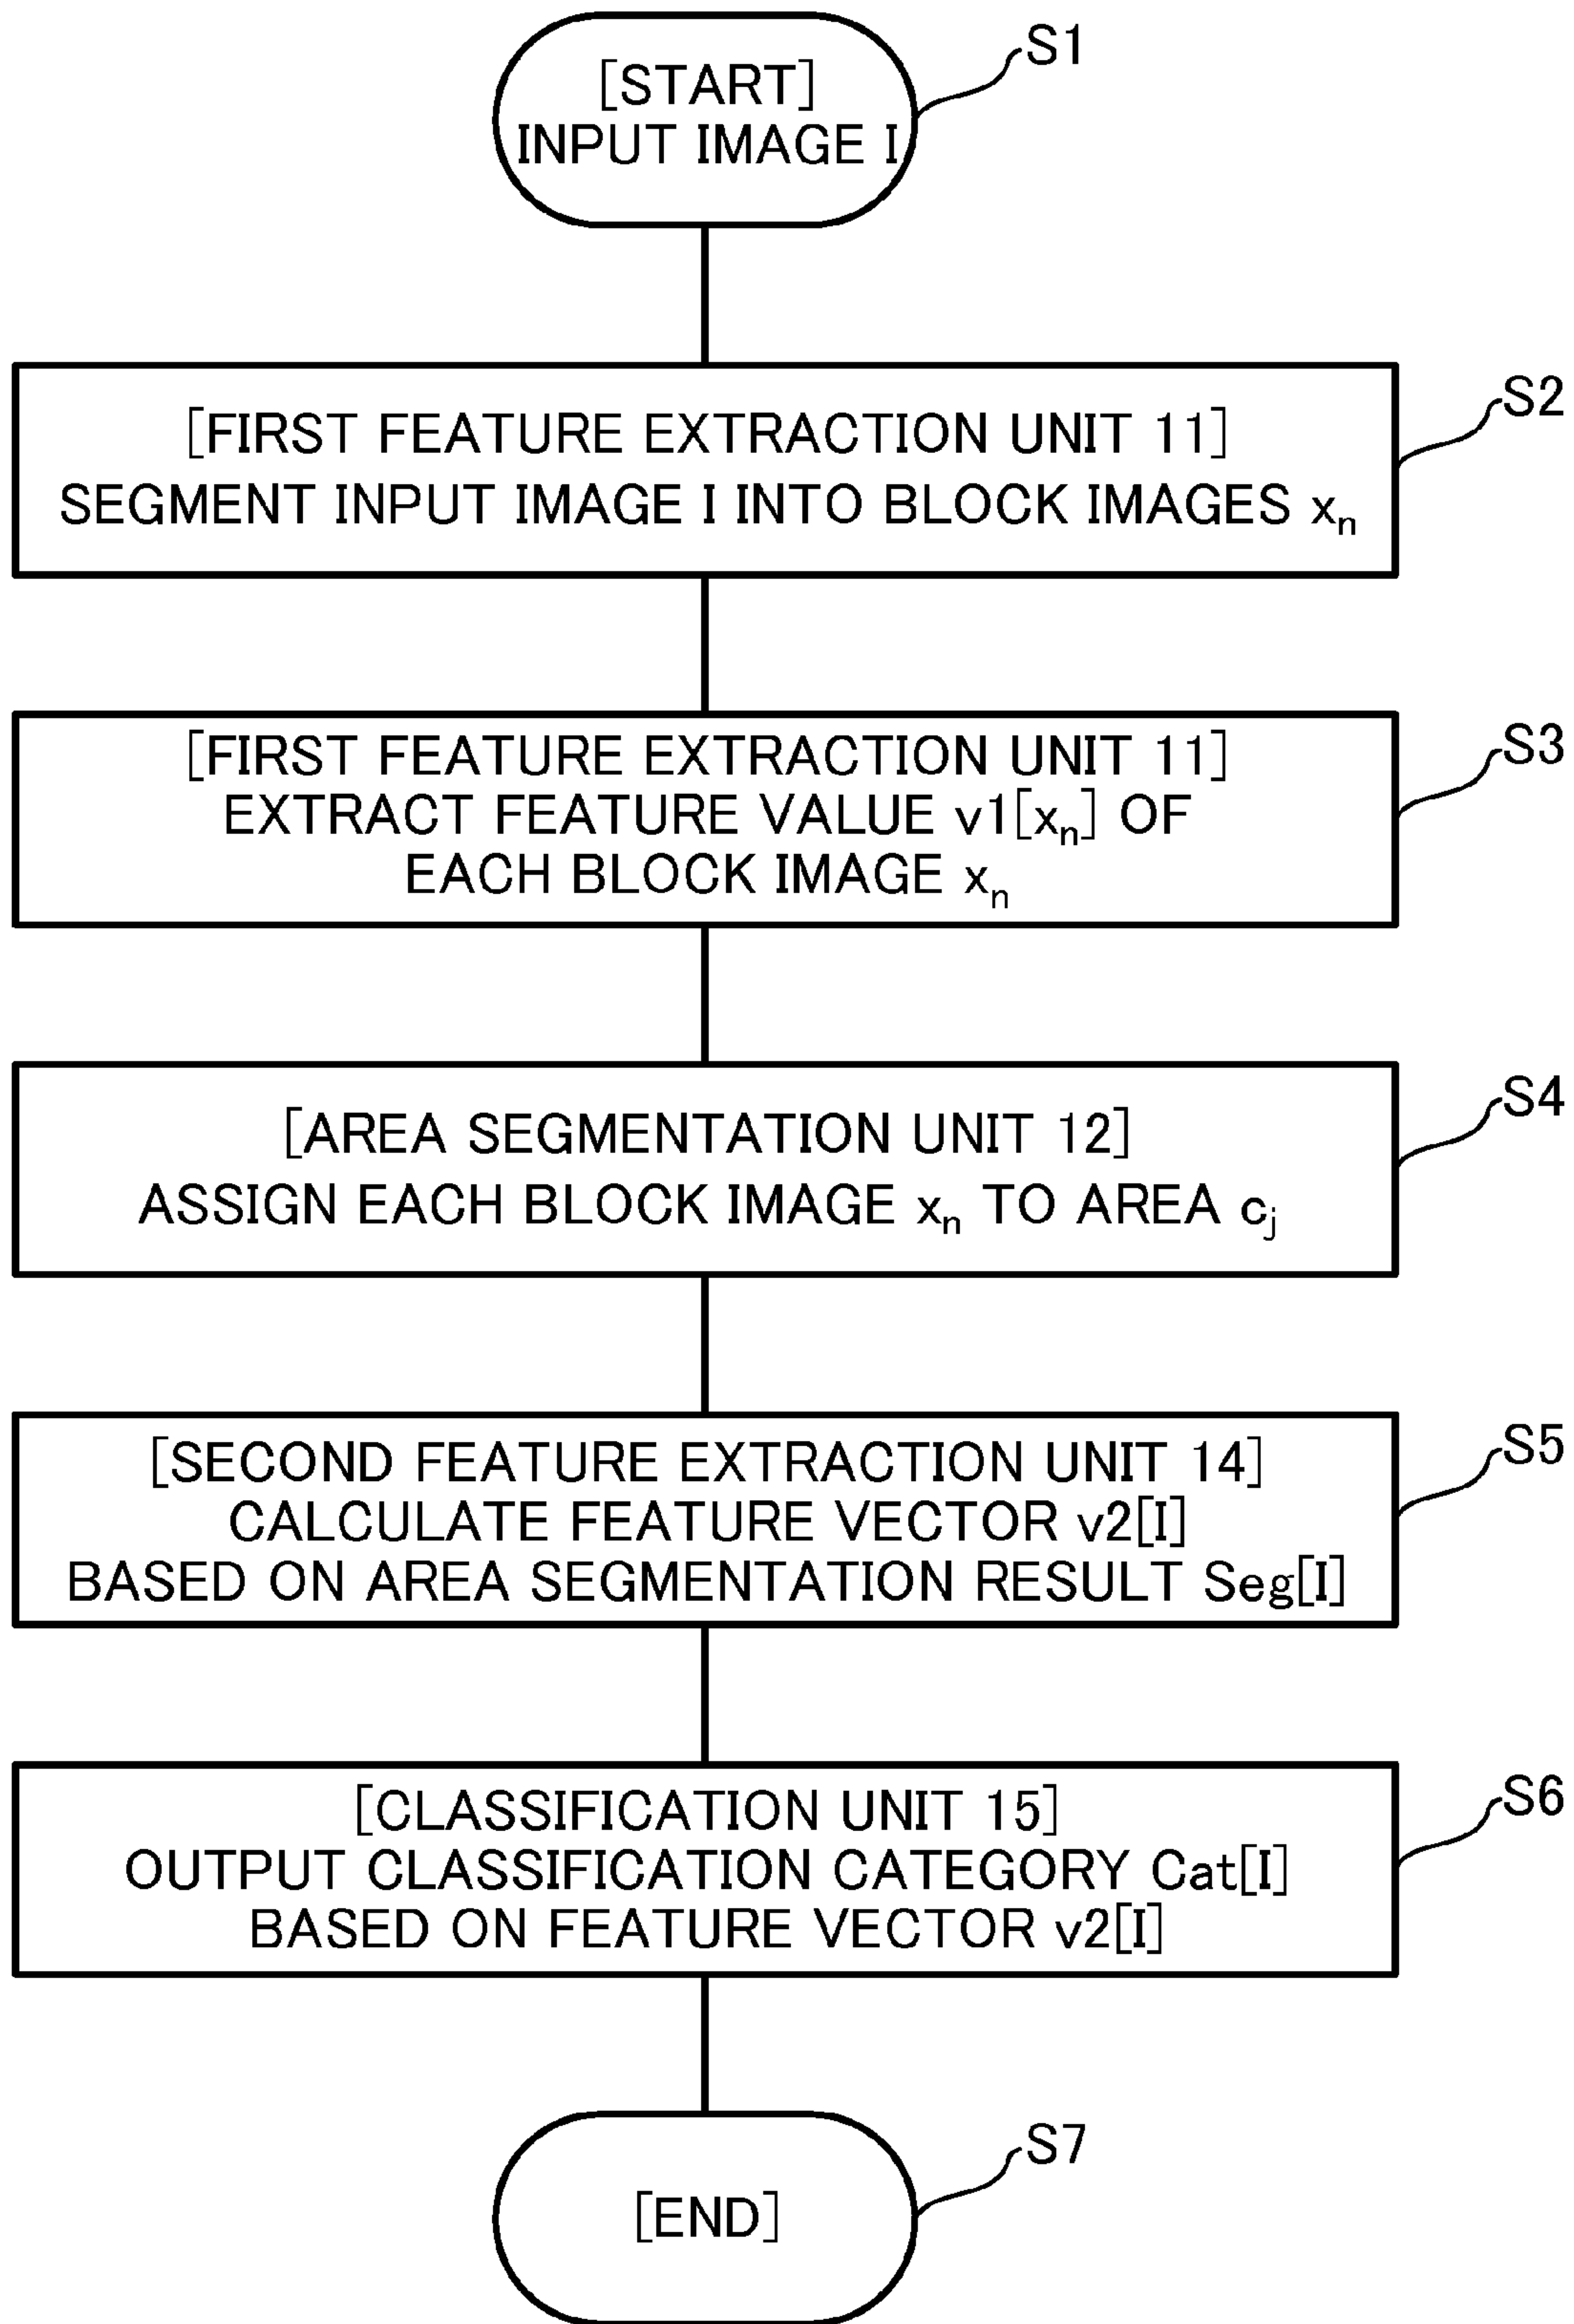 [START]
INPUT IMAGE I
S1
[FIRST FEATURE EXTRACTION UNIT 11]
SEGMENT INPUT IMAGE I INTO BLOCK IMAGES xₙ
S2
[FIRST FEATURE EXTRACTION UNIT 11]
EXTRACT FEATURE VALUE v1[xₙ] OF
EACH BLOCK IMAGE xₙ
S3
[AREA SEGMENTATION UNIT 12]
ASSIGN EACH BLOCK IMAGE xₙ TO AREA cⱼ
S4
[SECOND FEATURE EXTRACTION UNIT 14]
CALCULATE FEATURE VECTOR v2[I]
BASED ON AREA SEGMENTATION RESULT Seg[I]
S5
[CLASSIFICATION UNIT 15]
OUTPUT CLASSIFICATION CATEGORY Cat[I]
BASED ON FEATURE VECTOR v2[I]
S6
[END]
S7